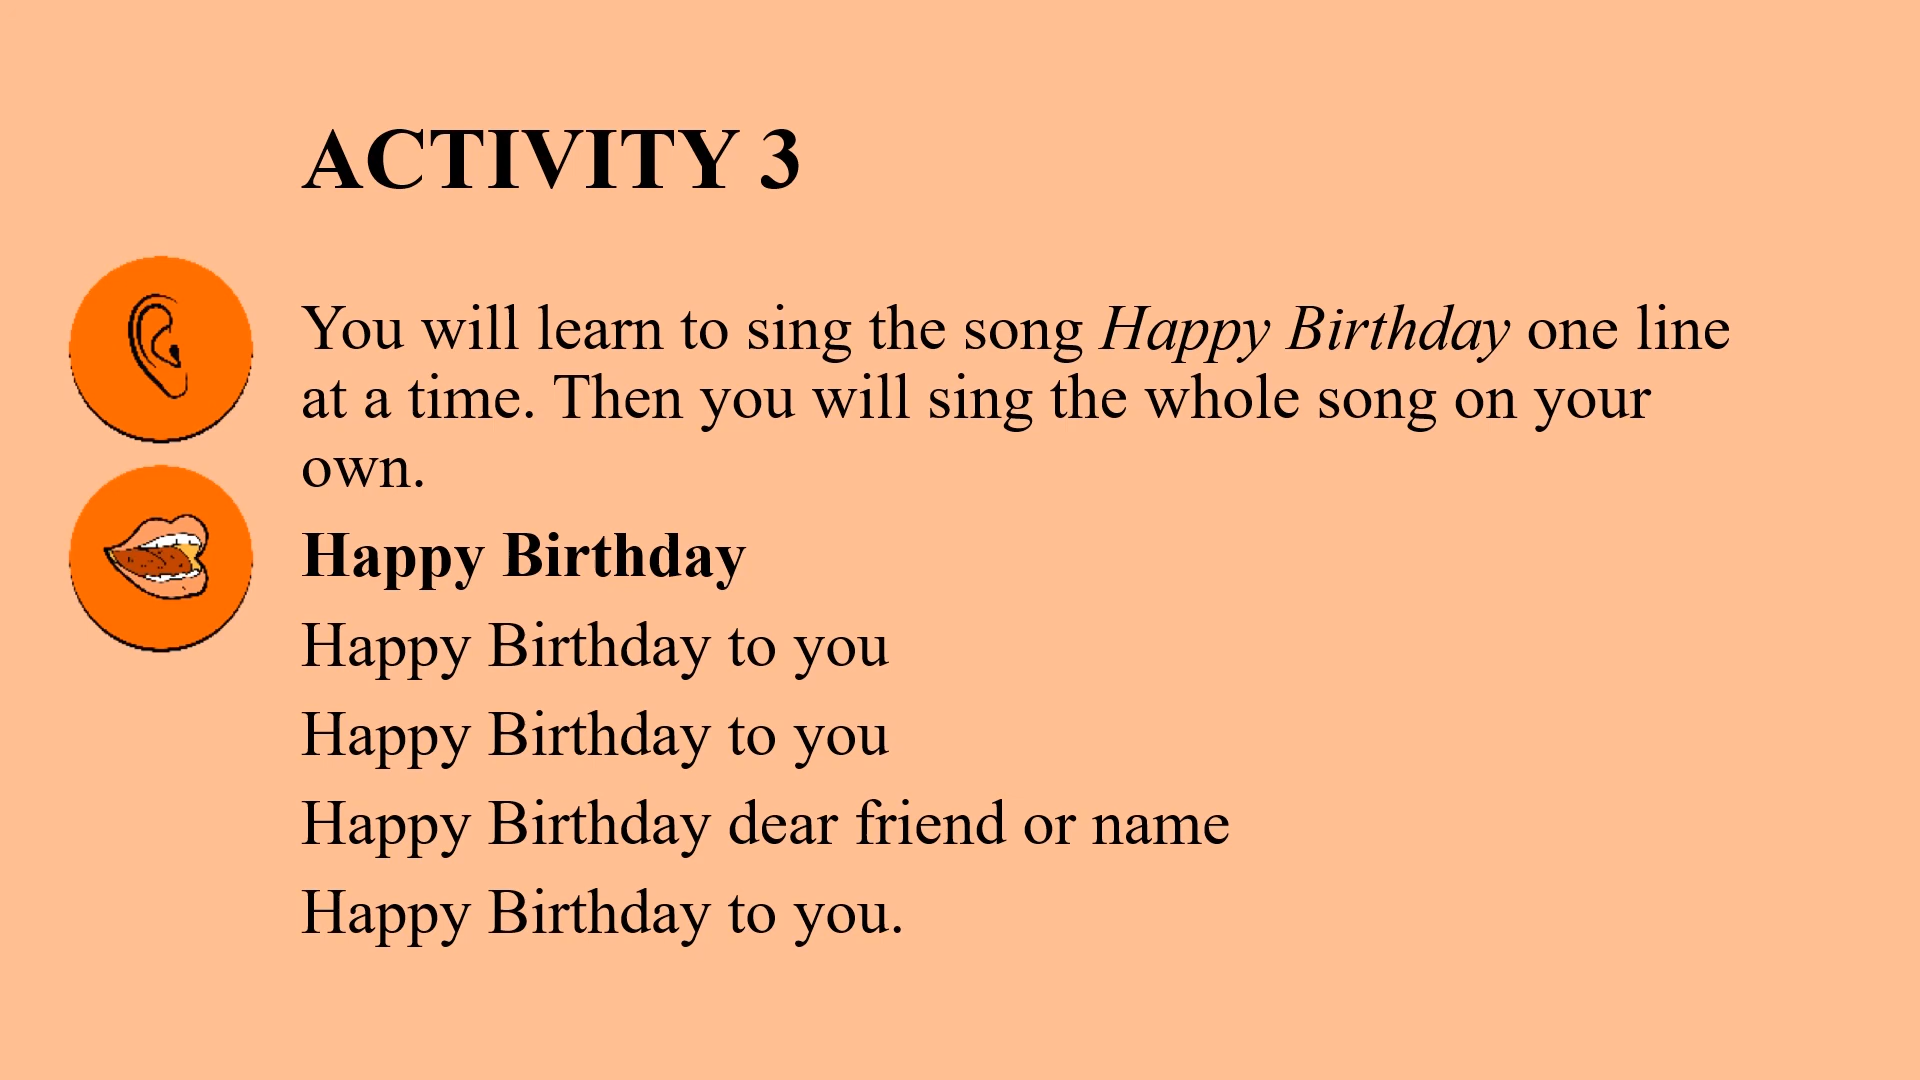 ACTIVITY 3
You will learn to sing the song Happy Birthday one line
at a time. Then you will sing the whole song on your
own.
Happy Birthday
Happy Birthday to you
Happy Birthday to you
Happy Birthday dear friend or name
Happy Birthday to you.